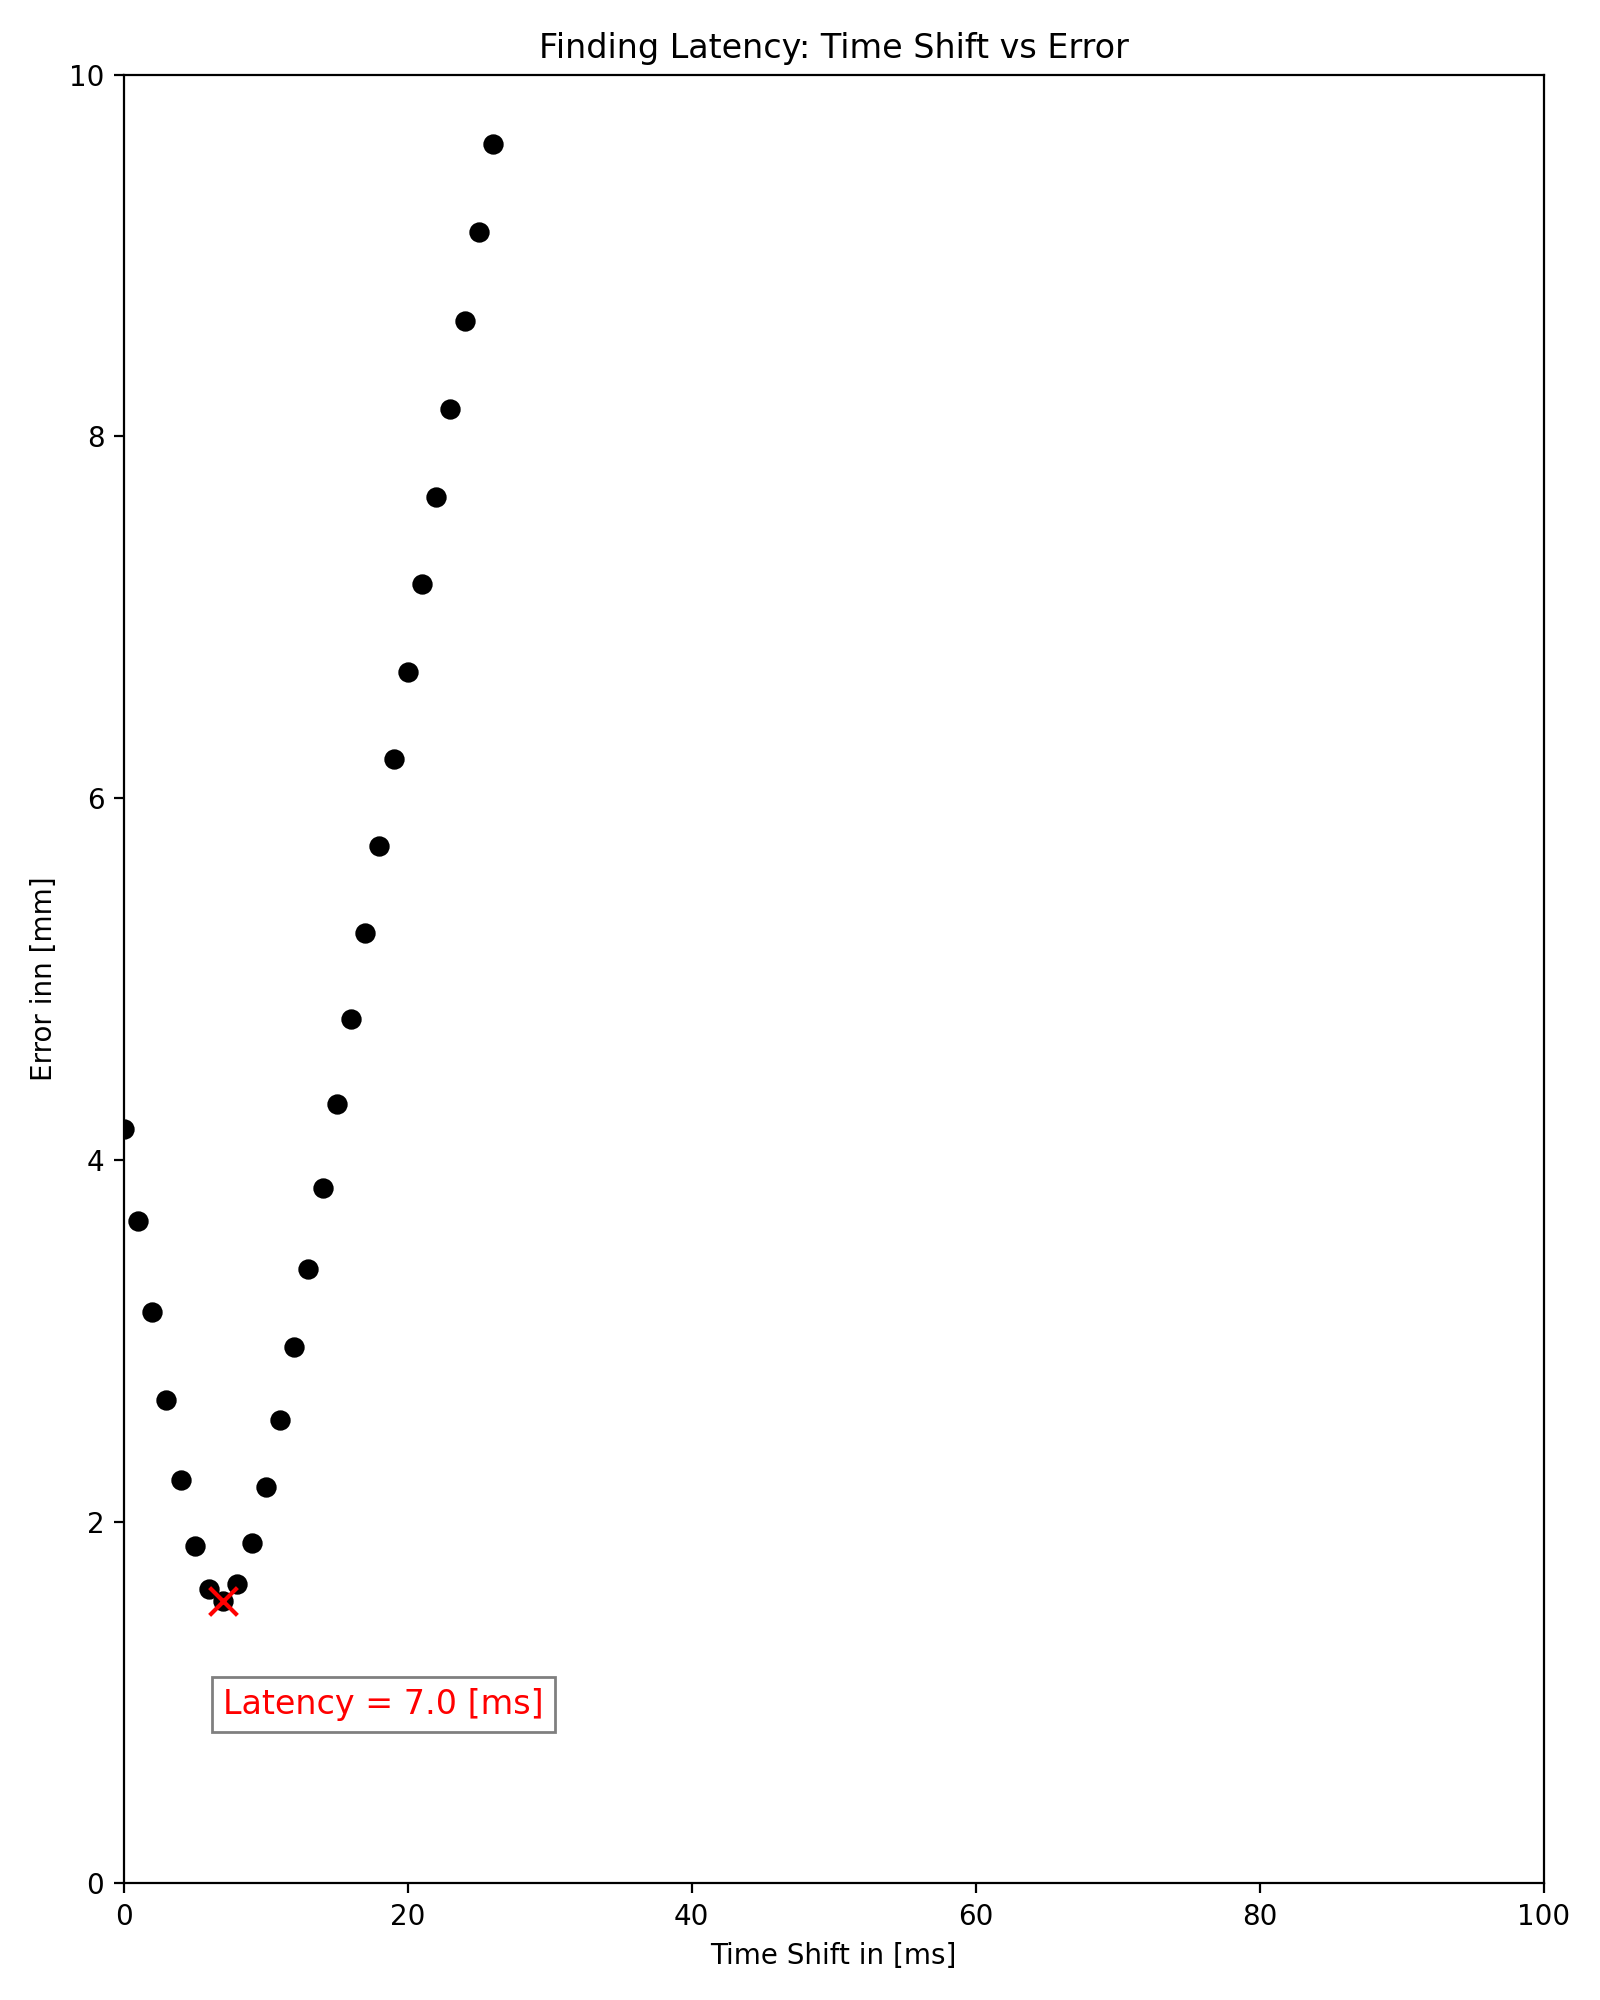 Finding Latency: Time Shift vs Error
10
8
6
4
2
0
Error inn [mm]
Latency = 7.0 [ms]
0 20 40 60 80 100
Time Shift in [ms]